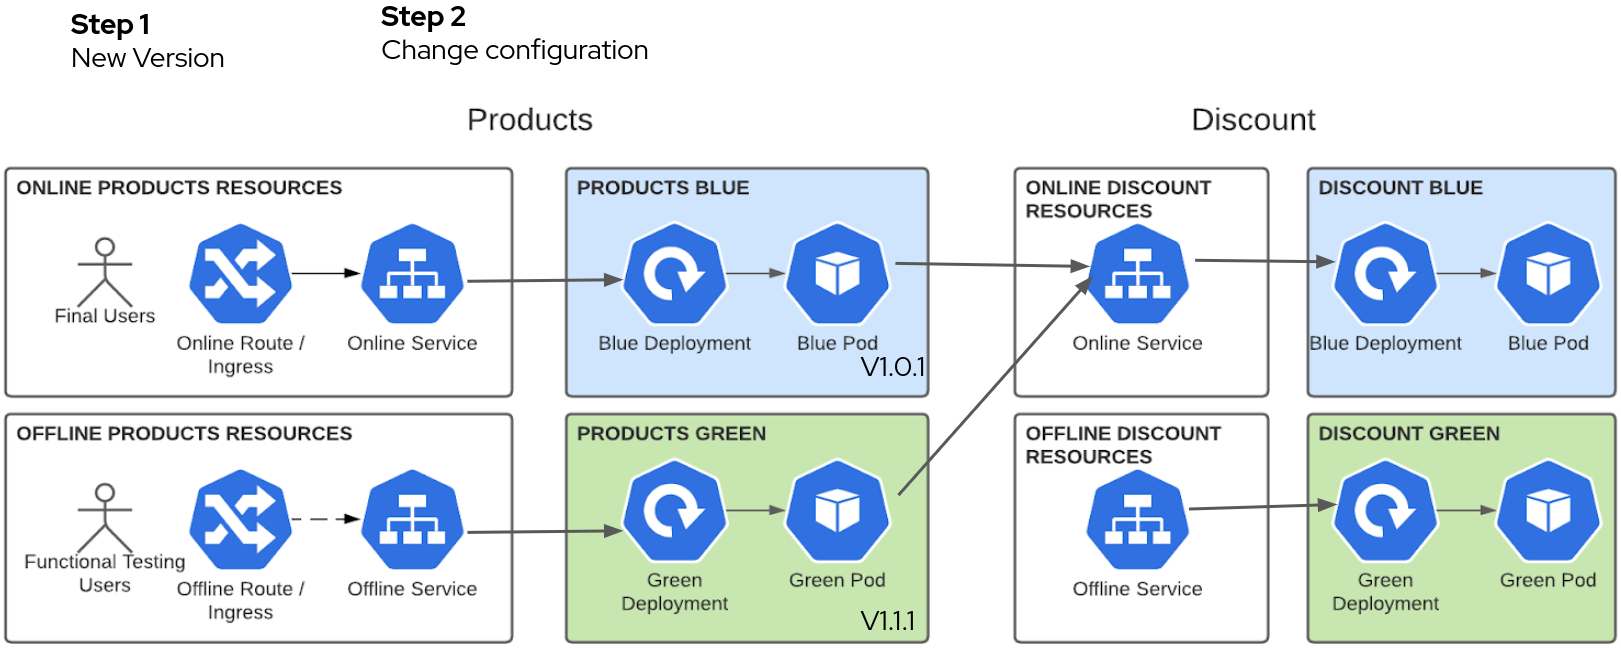 Step 1
New Version
Step 2
Change configuration
Products
Discount
ONLINE PRODUCTS RESOURCES
Final Users
Online Route /
Ingress
Online Service
PRODUCTS BLUE
Blue Deployment
Blue Pod
V1.0.1
ONLINE DISCOUNT
RESOURCES
Online Service
DISCOUNT BLUE
Blue Deployment
Blue Pod
OFFLINE PRODUCTS RESOURCES
Functional Testing
Users
Offline Route /
Ingress
Offline Service
PRODUCTS GREEN
Green
Deployment
Green Pod
V1.1.1
OFFLINE DISCOUNT
RESOURCES
Offline Service
DISCOUNT GREEN
Green
Deployment
Green Pod